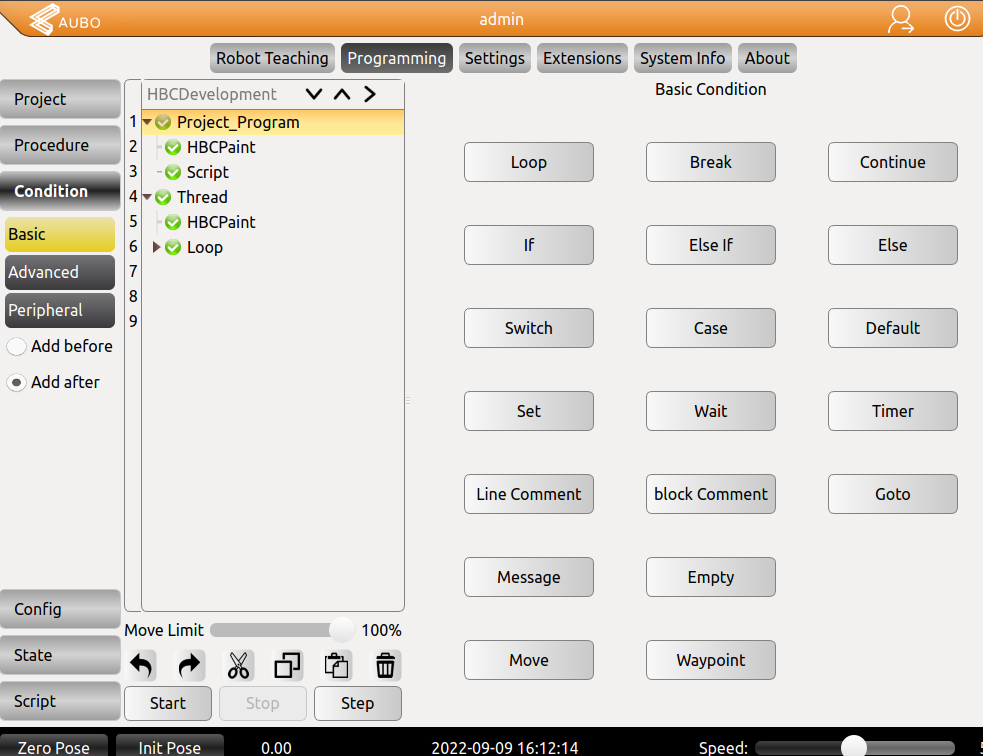 AUBO
admin
Robot Teaching Programming Settings Extensions System Info About
Project
Procedure
Condition
Basic
Advanced
Peripheral
Add before
Add after
Config
State
Script
HBCDevelopment
1 Project_Program
2 HBCPaint
3 Script
4 Thread
5 HBCPaint
6 Loop
7
8
9
Move Limit 100%
Start Stop Step
Basic Condition
Loop Break Continue
If Else If Else
Switch Case Default
Set Wait Timer
Line Comment block Comment Goto
Message Empty
Move Waypoint
Zero Pose Init Pose 0.00 2022-09-09 16:12:14 Speed: